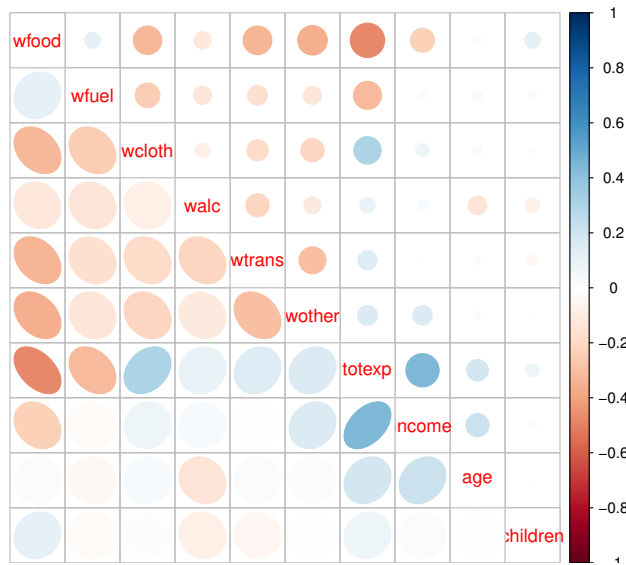 wfood
wfuel
wcloth
walc
wtrans
wother
totexp
ncome
age
children
1
0.8
0.6
0.4
0.2
0
−0.2
−0.4
−0.6
−0.8
−1